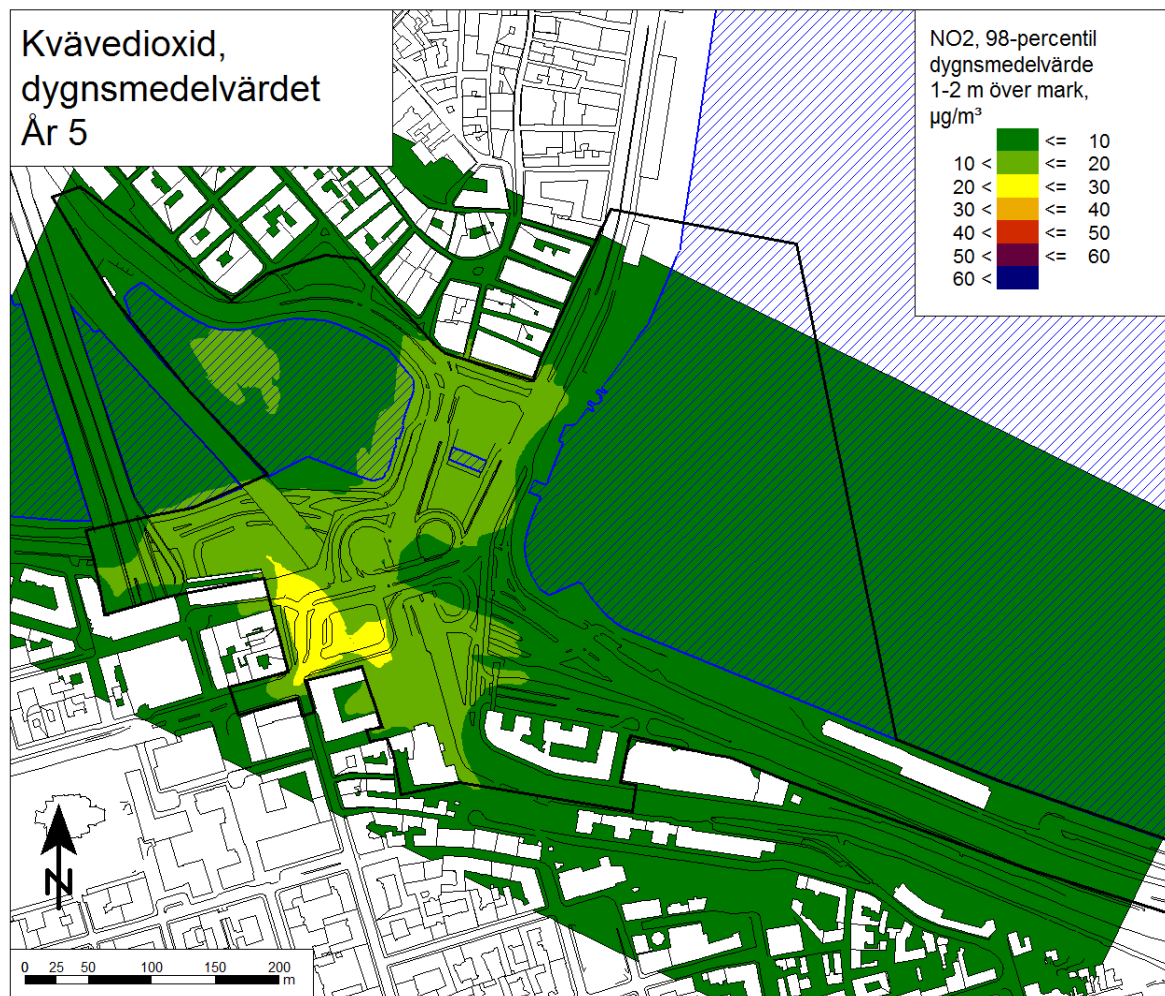 Kvävedioxid,
dygnsmedelvärdet
År 5
NO2, 98-percentil
dygnsmedelvärde
1-2 m över mark,
µg/m³
<= 10
10 < <= 20
20 < <= 30
30 < <= 40
40 < <= 50
50 < <= 60
60 <
N
0 25 50 100 150 200
m